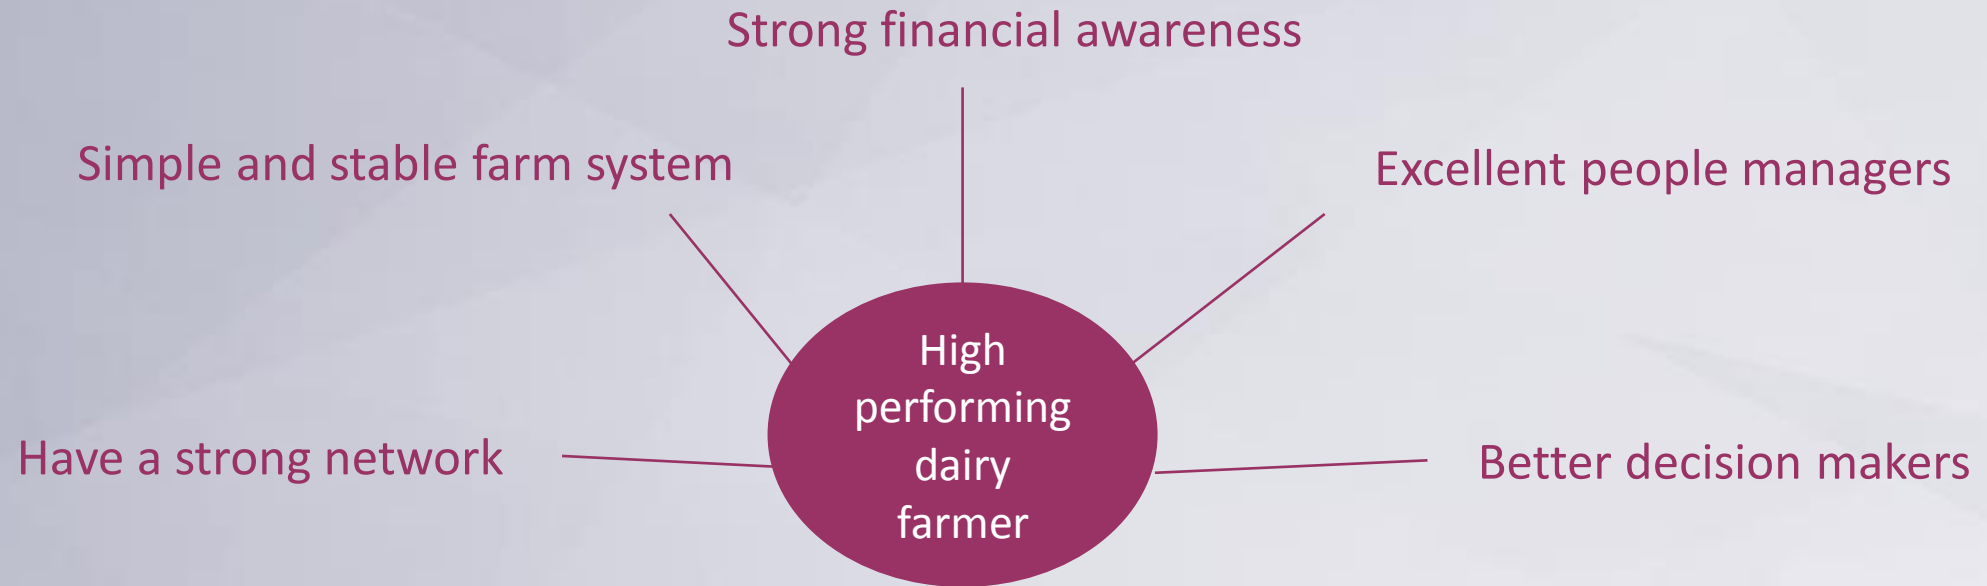 Strong financial awareness
Simple and stable farm system
Excellent people managers
High
performing
dairy
farmer
Have a strong network
Better decision makers